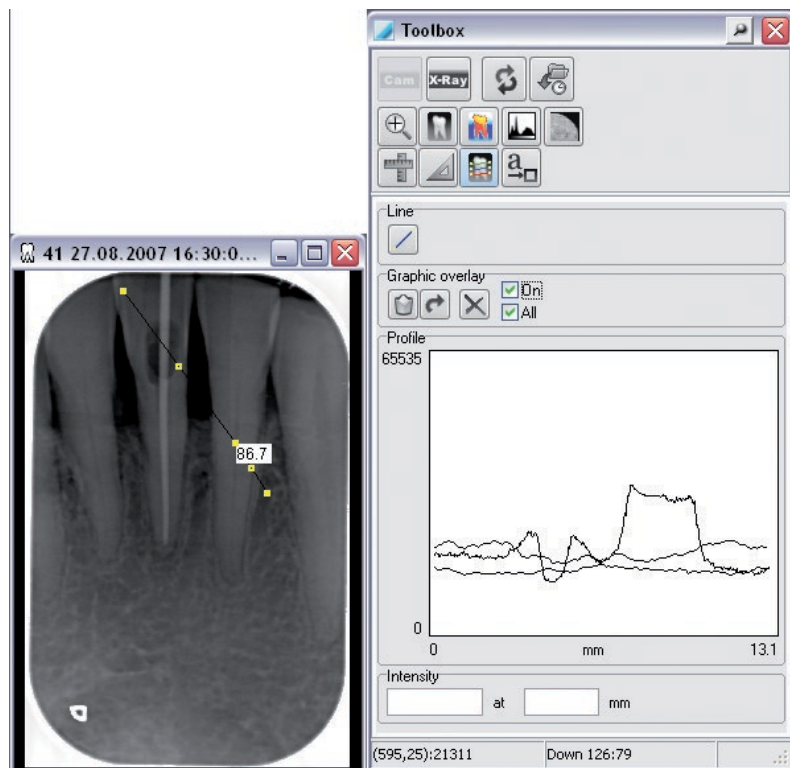 Toolbox
Cam X-Ray
a
Line
Graphic overlay
On
All
Profile
65535
0
0 mm 13.1
Intensity
at mm
(595,25):21311 Down 126:79
41 27.08.2007 16:30:0...
86.7